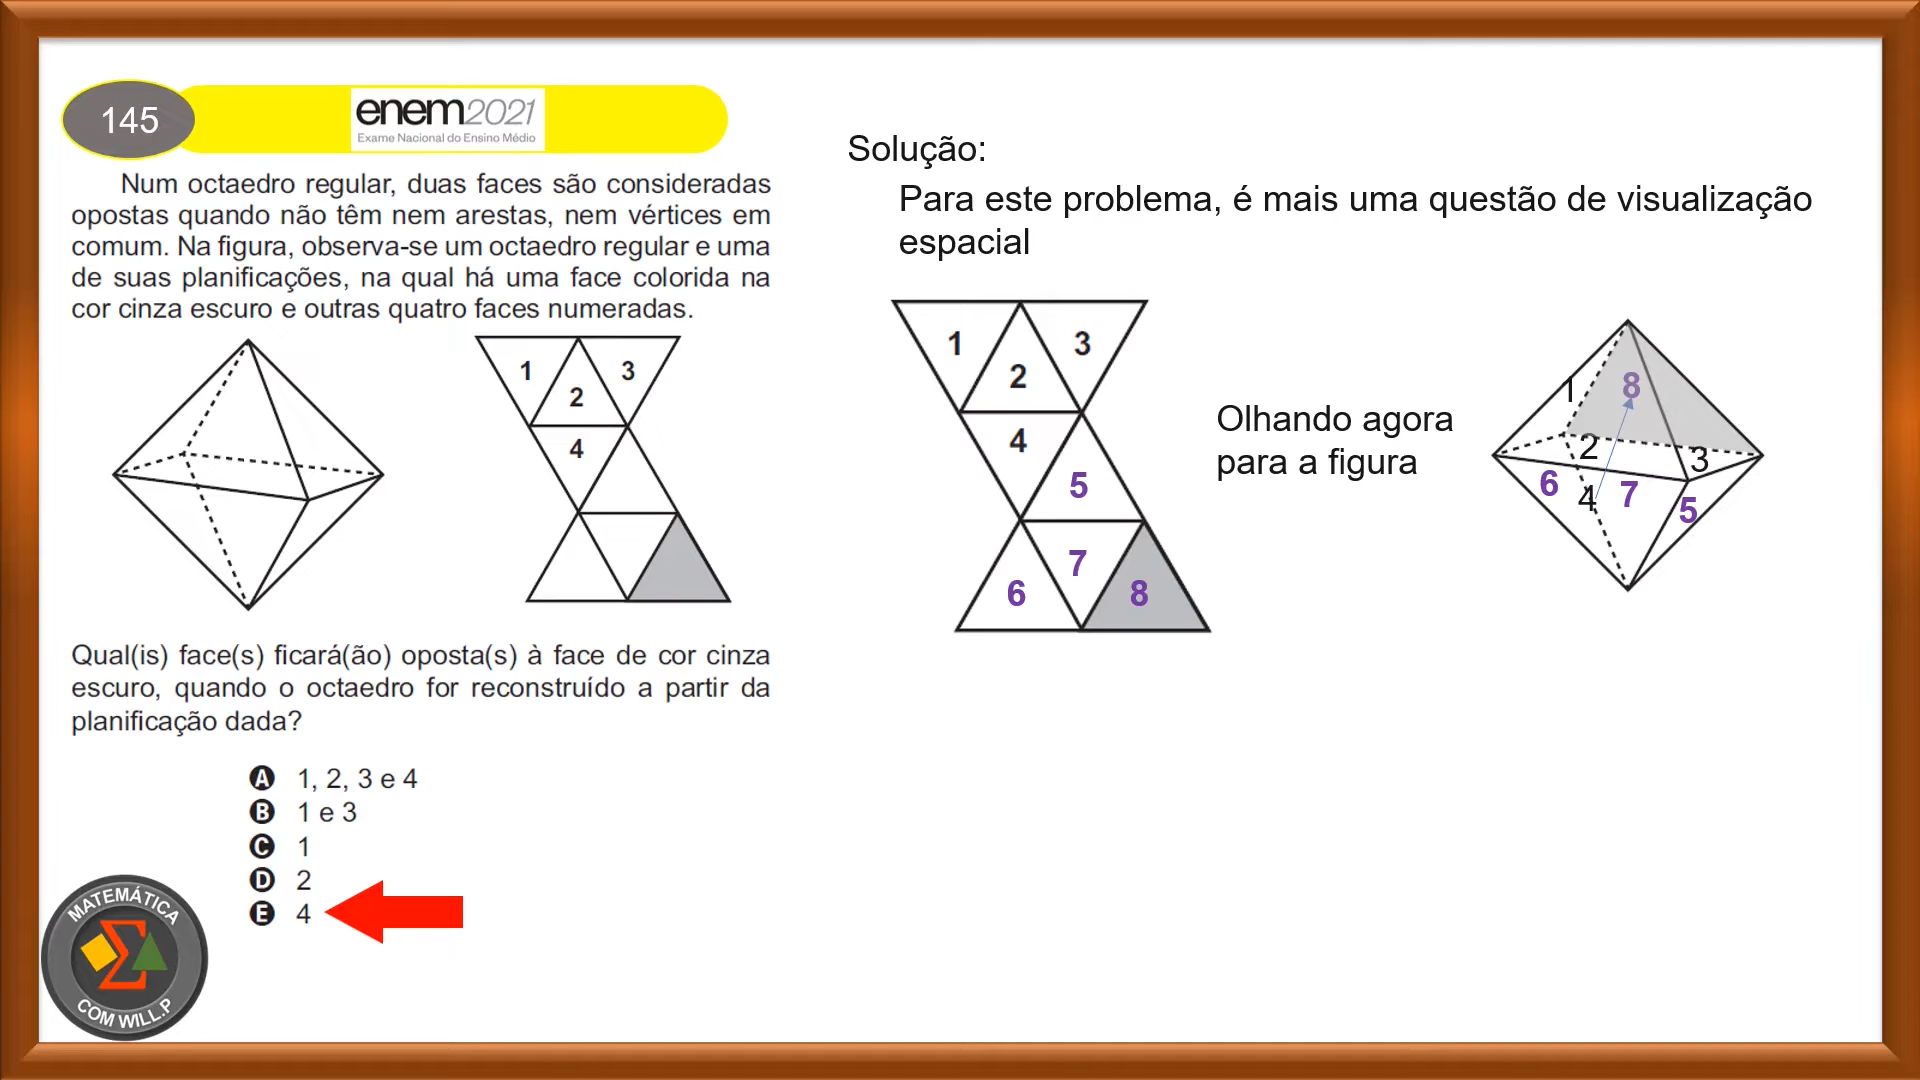 145
enem2021
Exame Nacional do Ensino Médio
Num octaedro regular, duas faces são consideradas
opostas quando não têm nem arestas, nem vértices em
comum. Na figura, observa-se um octaedro regular e uma
de suas planificações, na qual há uma face colorida na
cor cinza escuro e outras quatro faces numeradas.
1
3
2
4
Qual(is) face(s) ficará(ão) oposta(s) à face de cor cinza
escuro, quando o octaedro for reconstruído a partir da
planificação dada?
A 1, 2, 3 e 4
B 1 e 3
C 1
D 2
E 4
MATEMÁTICA
COM WILL.P
Solução:
Para este problema, é mais uma questão de visualização
espacial
1
3
2
4
5
7
6
8
Olhando agora
para a figura
1
8
2
3
6
4
7
5